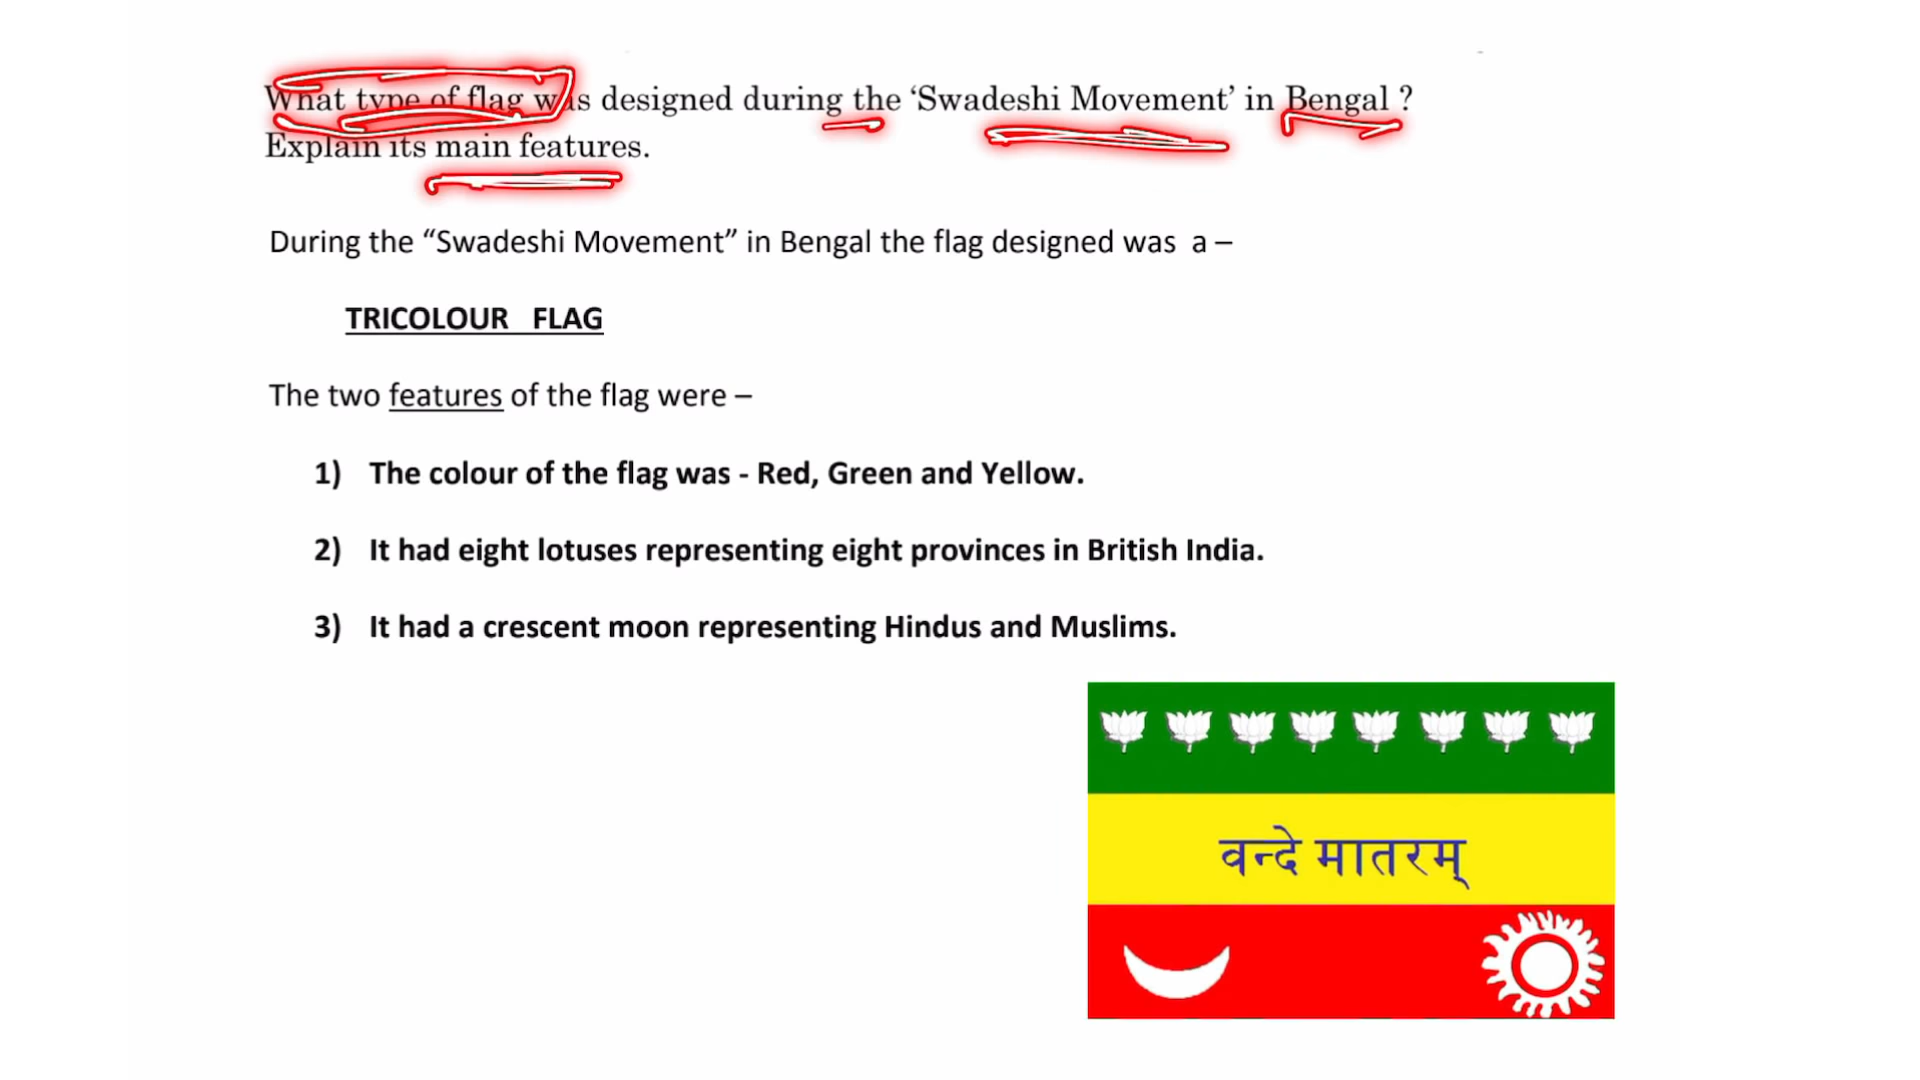 What type of flag was designed during the ‘Swadeshi Movement’ in Bengal ?
Explain its main features.
During the “Swadeshi Movement” in Bengal the flag designed was a –
TRICOLOUR FLAG
The two features of the flag were –
1) The colour of the flag was - Red, Green and Yellow.
2) It had eight lotuses representing eight provinces in British India.
3) It had a crescent moon representing Hindus and Muslims.
वन्दे मातरम्